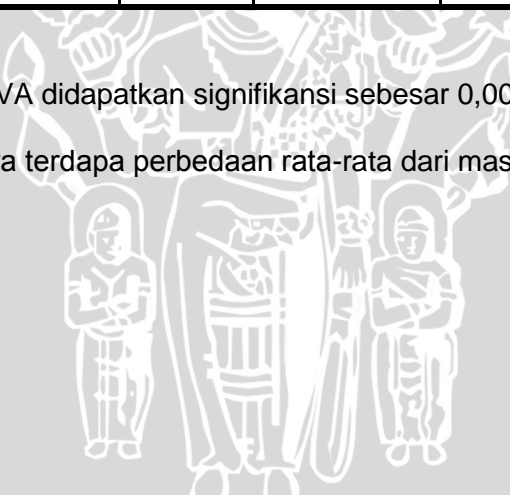 VA didapatkan signifikansi sebesar 0,00
a terdapa perbedaan rata-rata dari mas